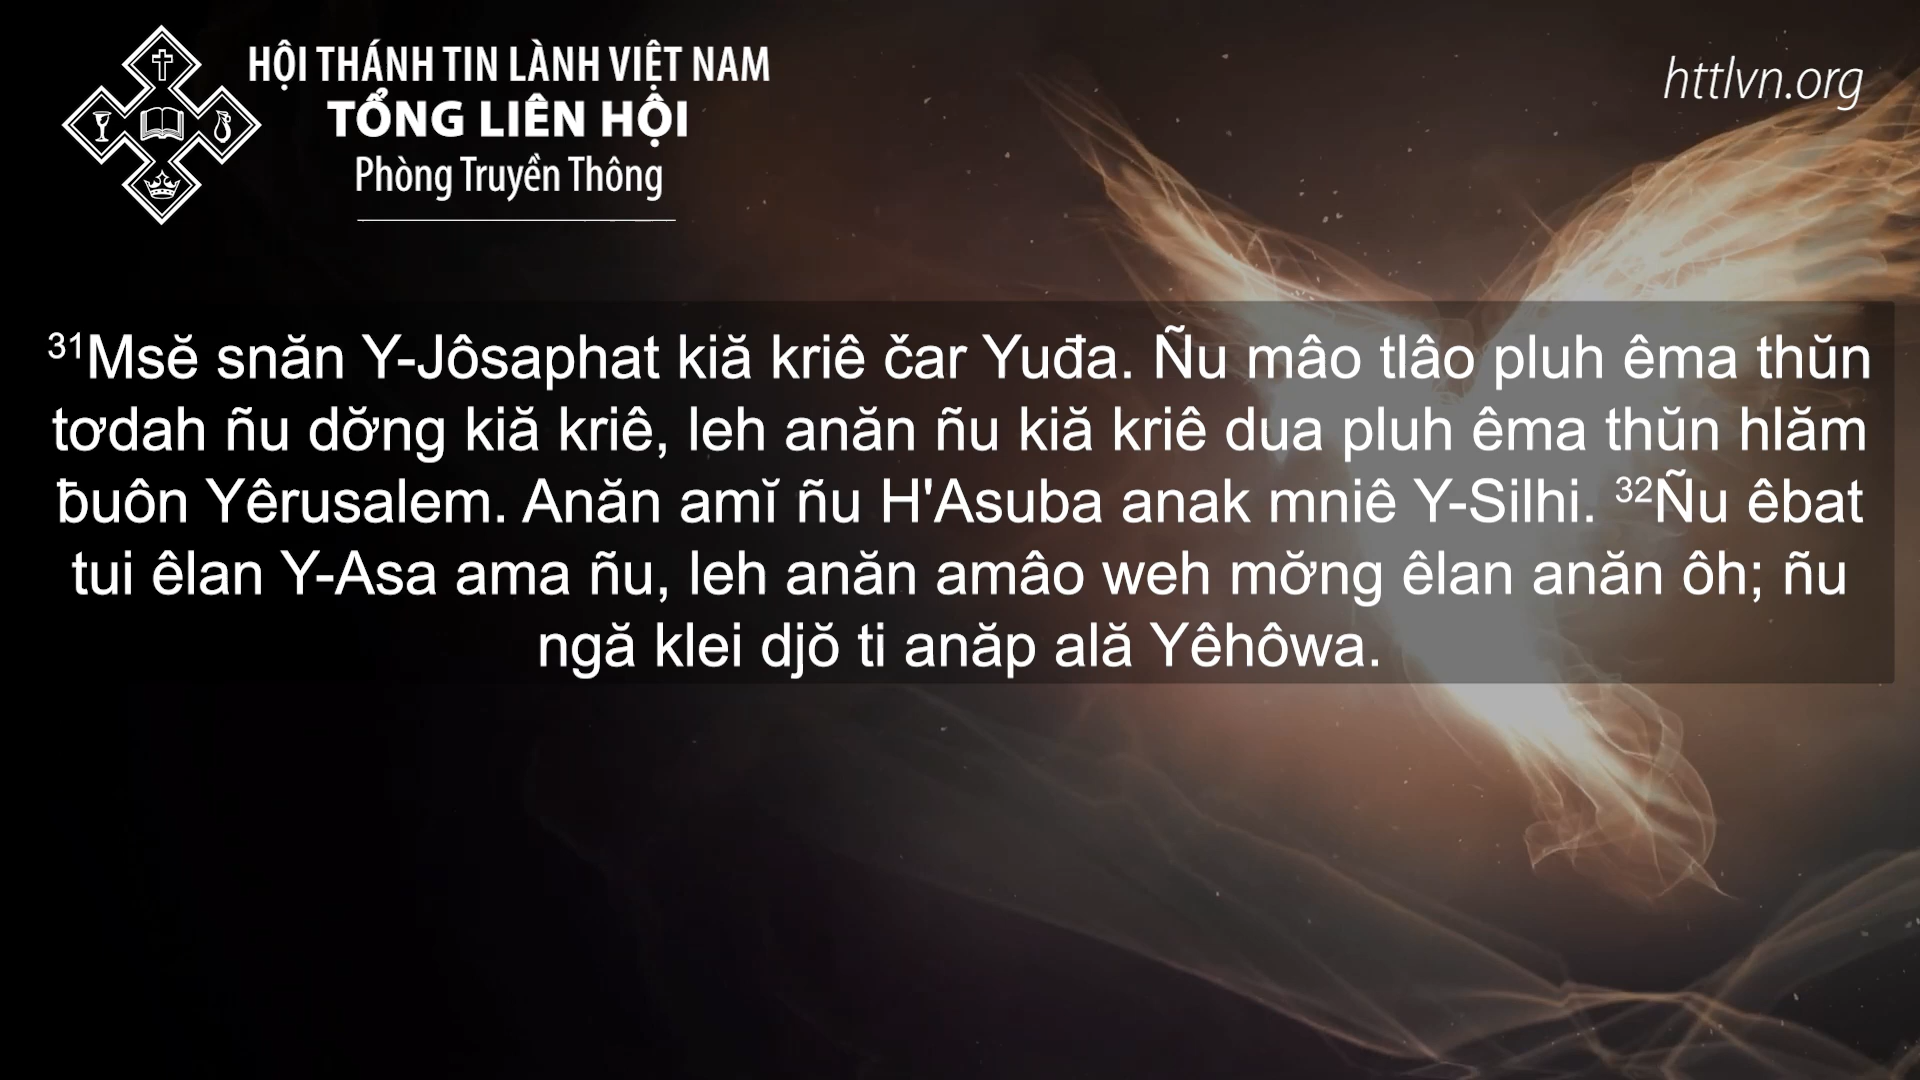 HỘI THÁNH TIN LÀNH VIỆT NAM
TỔNG LIÊN HỘI
Phòng Truyền Thông
httlvn.org
³¹Msĕ snăn Y-Jôsaphat kiă kriê čar Yuđa. Ñu mâo tlâo pluh êma thŭn
tơdah ñu dơ̆ng kiă kriê, leh anăn ñu kiă kriê dua pluh êma thŭn hlăm
ƀuôn Yêrusalem. Anăn amĭ ñu H'Asuba anak mniê Y-Silhi. ³²Ñu êbat
tui êlan Y-Asa ama ñu, leh anăn amâo weh mơ̆ng êlan anăn ôh; ñu
ngă klei djŏ ti anăp ală Yêhôwa.